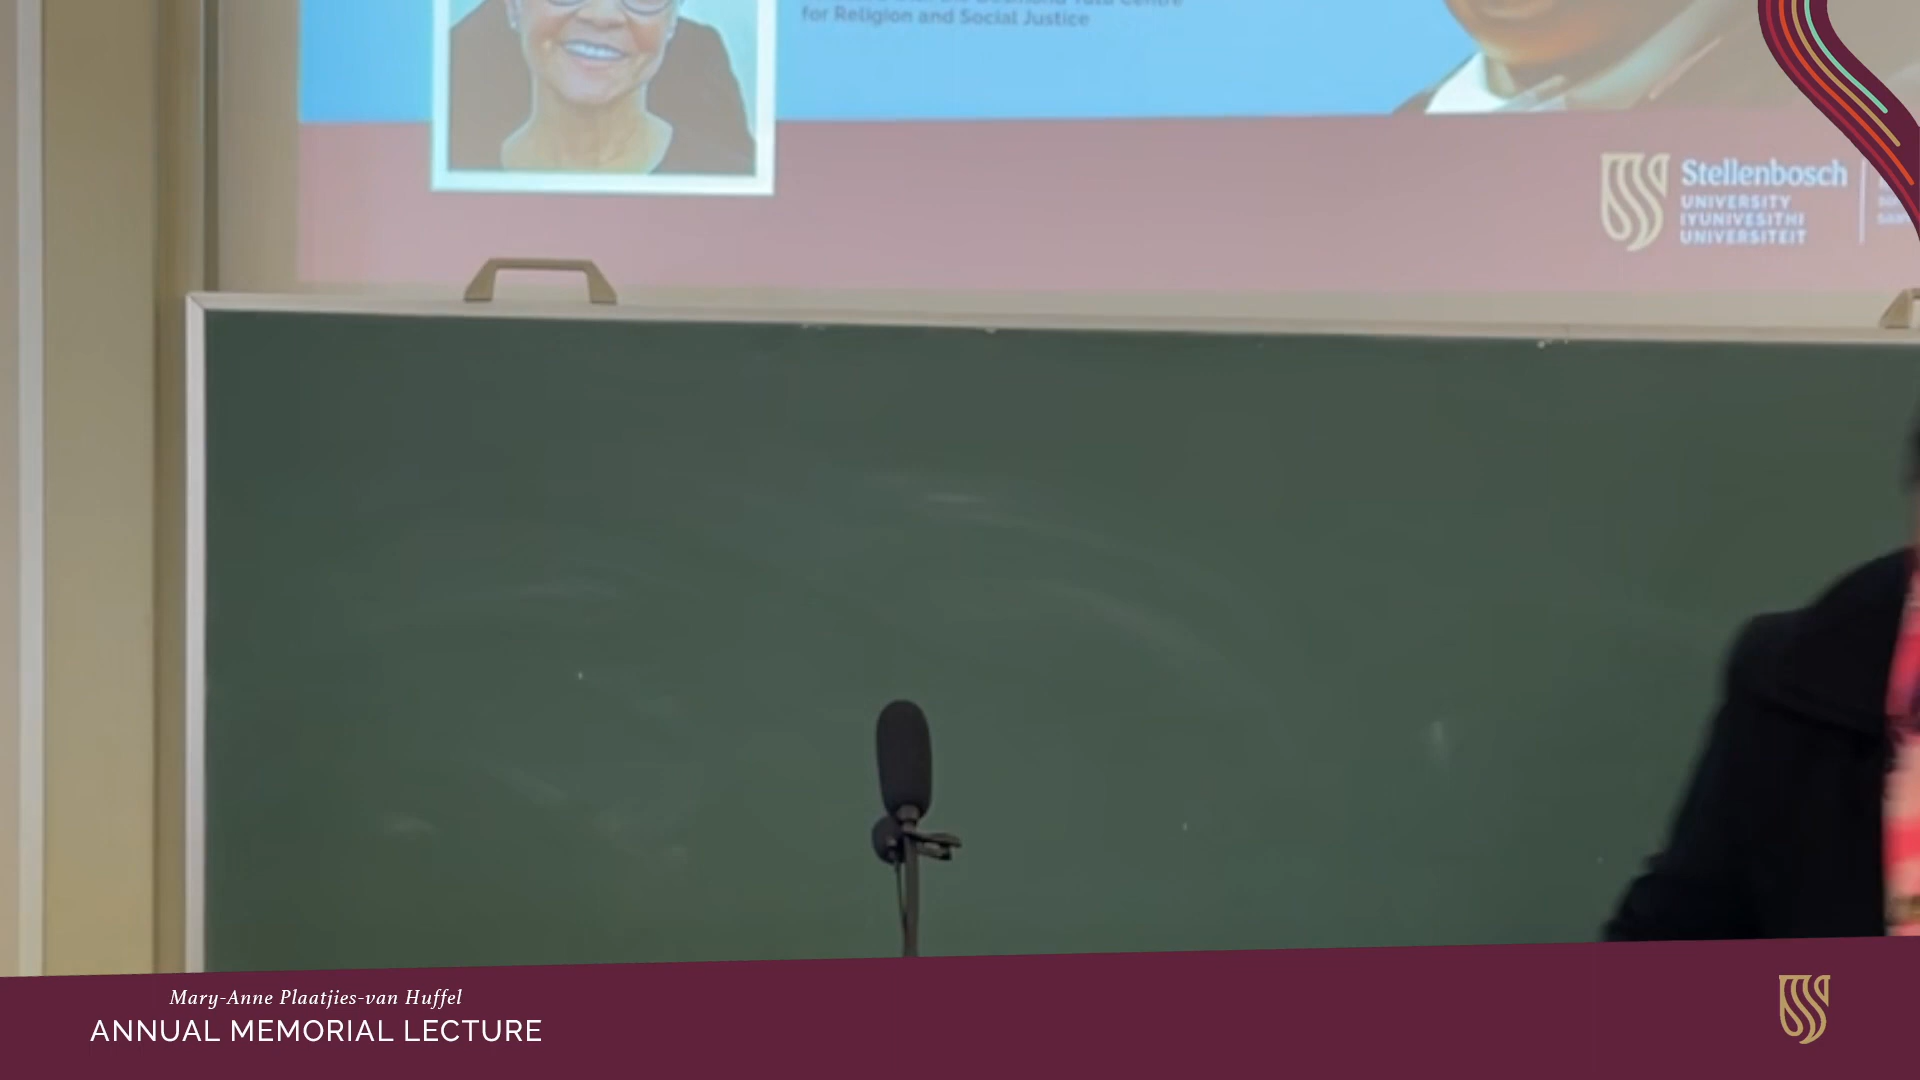 for Religion and Social Justice
Stellenbosch
UNIVERSITY
IYUNIVESITHI
UNIVERSITEIT
Mary-Anne Plaatjies-van Huffel
ANNUAL MEMORIAL LECTURE